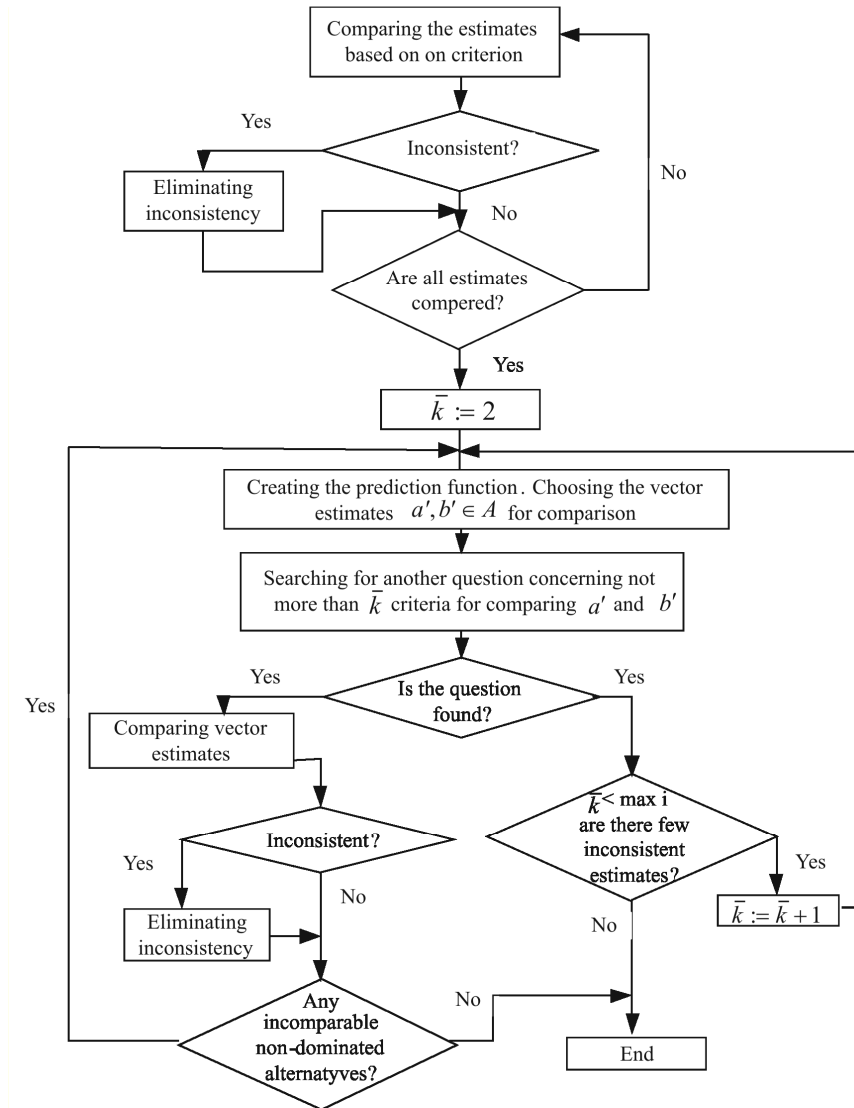 Comparing the estimates
based on on criterion
Yes
Inconsistent?
No
Eliminating
inconsistency
No
Are all estimates
compered?
Yes
k̄ := 2
Creating the prediction function. Choosing the vector
estimates a′, b′ ∈ A for comparison
Searching for another question concerning not
more than k̄ criteria for comparing a′ and b′
Yes
Is the question
found?
Yes
Yes
Comparing vector
estimates
k̄ < max i
are there few
inconsistent
estimates?
Inconsistent?
Yes
Yes
No
Eliminating
inconsistency
k̄ := k̄ + 1
No
Any
incomparable
non-dominated
alternatyves?
No
End